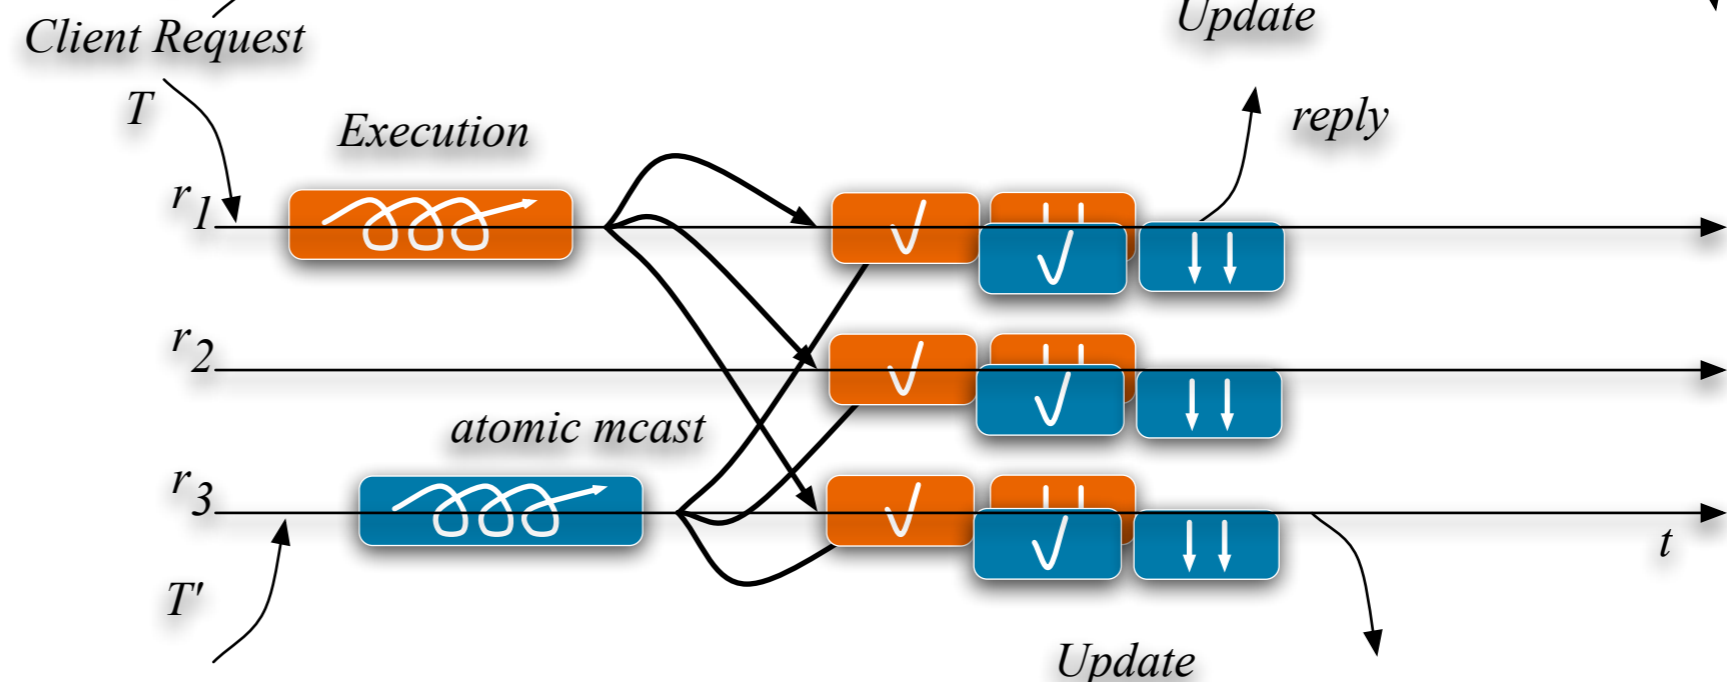 Update
Client Request
T
reply
Execution
r1
r2
atomic mcast
r3
t
T'
Update